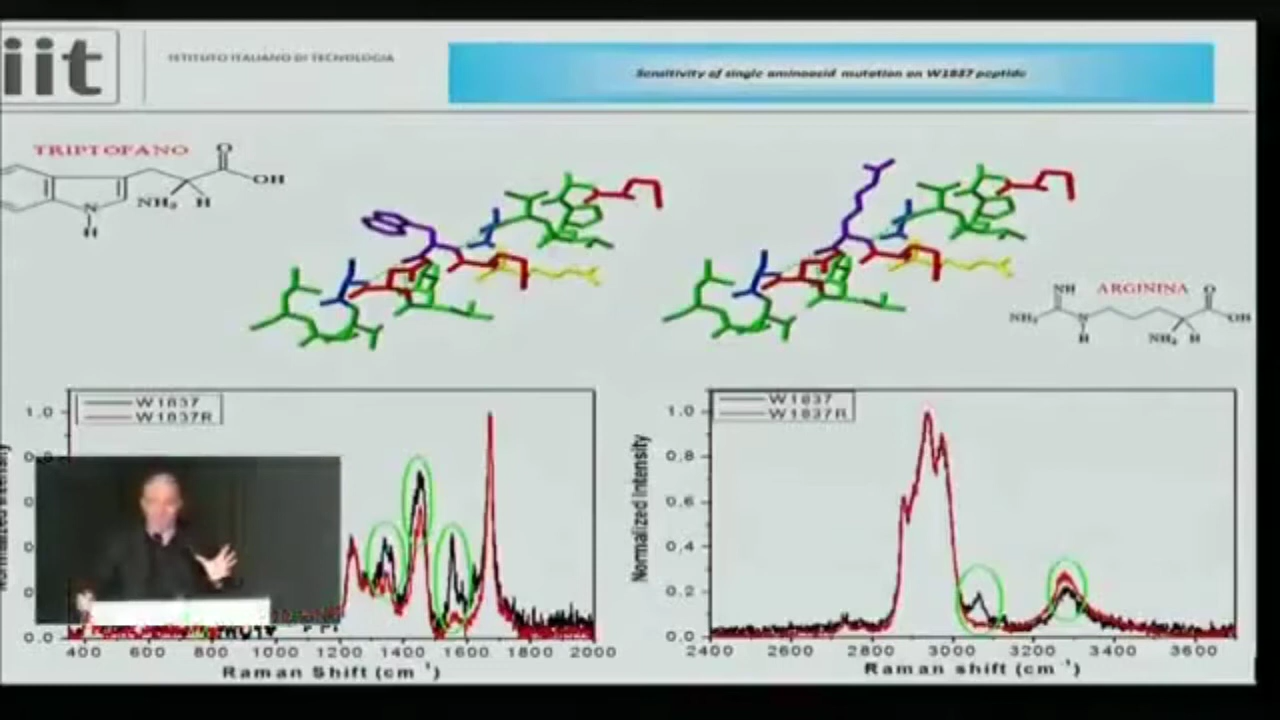 iit
ISTITUTO ITALIANO DI TECNOLOGIA
Sensitivity of single aminoacid mutation on W1837 peptide
TRIPTOFANO
O
OH
NH₂ H
N
H
NH ARGININA O
NH₂ N OH
H NH₂ H
W1837
W1837R
1.0
0.0
400 600 800 1000 1200 1400 1600 1800 2000
Raman Shift (cm⁻¹)
W1837
W1837R
Normalized Intensity
1.0
0.8
0.6
0.4
0.2
0.0
2400 2600 2800 3000 3200 3400 3600
Raman shift (cm⁻¹)